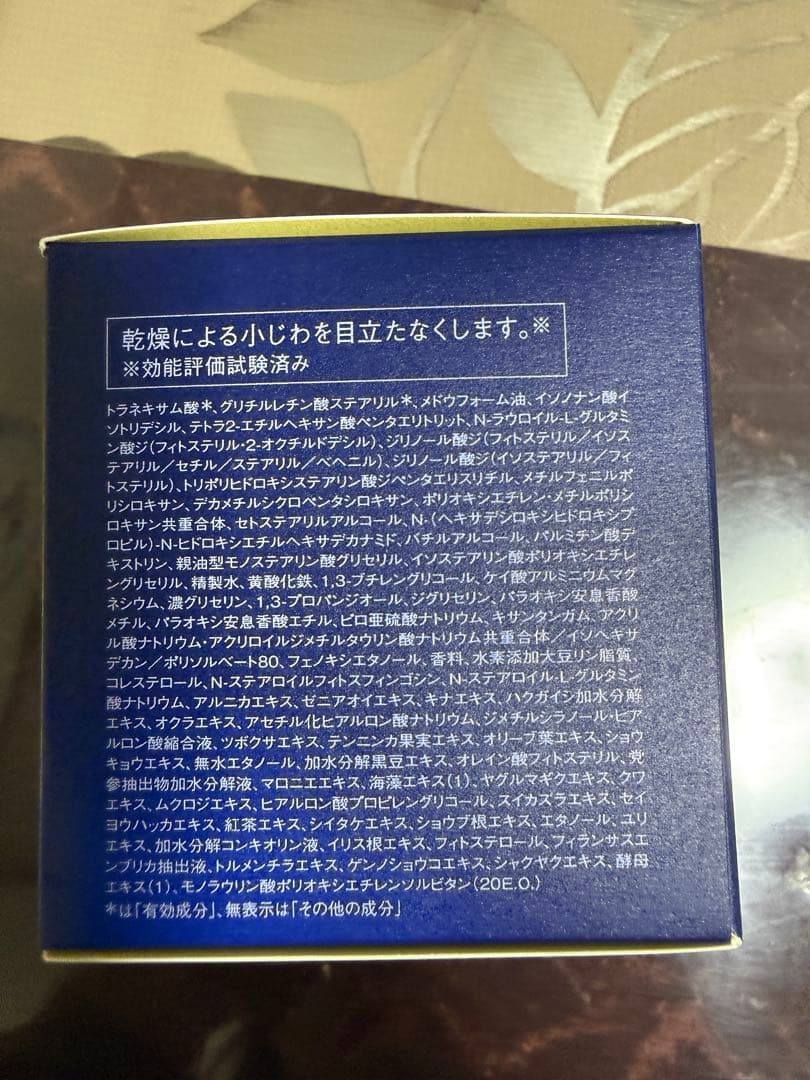 乾燥による小じわを目立たなくします。※
※効能評価試験済み
トラネキサム酸*、グリチルレチン酸ステアリル*、メドウフォーム油、イソノナン酸イ
ソトリデシル、テトラ2-エチルヘキサン酸ペンタエリトリット、N-ラウロイル-L-グルタミ
ン酸ジ(フィトステリル・2-オクチルドデシル)、ジリノール酸ジ(フィトステリル／イソス
テアリル／セチル／ステアリル／ベヘニル)、ジリノール酸ジ(イソステアリル／フィ
トステリル)、トリポリヒドロキシステアリン酸ジペンタエリスリチル、メチルフェニルポ
リシロキサン、デカメチルシクロペンタシロキサン、ポリオキシエチレン・メチルポリシ
ロキサン共重合体、セトステアリルアルコール、N-(ヘキサデシロキシヒドロキシプ
ロピル)-N-ヒドロキシエチルヘキサデカナミド、バチルアルコール、パルミチン酸デ
キストリン、親油型モノステアリン酸グリセリル、イソステアリン酸ポリオキシエチレ
ングリセリル、精製水、黄酸化鉄、1,3-ブチレングリコール、ケイ酸アルミニウムマグ
ネシウム、濃グリセリン、1,3-プロパンジオール、ジグリセリン、パラオキシ安息香酸
メチル、パラオキシ安息香酸エチル、ピロ亜硫酸ナトリウム、キサンタンガム、アクリ
ル酸ナトリウム・アクリロイルジメチルタウリン酸ナトリウム共重合体／イソヘキサ
デカン／ポリソルベート80、フェノキシエタノール、香料、水素添加大豆リン脂質、
コレステロール、N-ステアロイルフィトスフィンゴシン、N-ステアロイル-L-グルタミン
酸ナトリウム、アルニカエキス、ゼニアオイエキス、キナエキス、ハクガイシ加水分解
エキス、オクラエキス、アセチル化ヒアルロン酸ナトリウム、ジメチルシラノール・ヒア
ルロン酸縮合液、ツボクサエキス、テンニンカ果実エキス、オリーブ葉エキス、ショウ
キョウエキス、無水エタノール、加水分解黒豆エキス、オレイン酸フィトステリル、党
参抽出物加水分解液、マロニエエキス、海藻エキス(1)、ヤグルマギクエキス、クワ
エキス、ムクロジエキス、ヒアルロン酸プロピレングリコール、スイカズラエキス、セイ
ヨウハッカエキス、紅茶エキス、シイタケエキス、ショウブ根エキス、エタノール、ユリ
エキス、加水分解コンキオリン液、イリス根エキス、フィトステロール、フィランサスエ
ンブリカ抽出液、トルメンチラエキス、ゲンノショウコエキス、シャクヤクエキス、酵母
エキス(1)、モノラウリン酸ポリオキシエチレンソルビタン(20E.O.)
*は「有効成分」、無表示は「その他の成分」